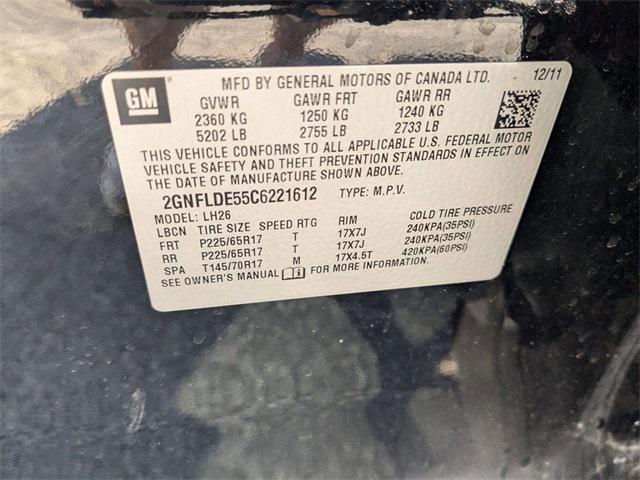 GM
MFD BY GENERAL MOTORS OF CANADA LTD. 12/11
GVWR GAWR FRT GAWR RR
2360 KG 1250 KG 1240 KG
5202 LB 2755 LB 2733 LB
THIS VEHICLE CONFORMS TO ALL APPLICABLE U.S. FEDERAL MOTOR
VEHICLE SAFETY AND THEFT PREVENTION STANDARDS IN EFFECT ON
THE DATE OF MANUFACTURE SHOWN ABOVE.
2GNFLDE55C6221612 TYPE: M.P.V.
MODEL: LH26
LBCN TIRE SIZE SPEED RTG RIM COLD TIRE PRESSURE
FRT P225/65R17 T 17X7J 240KPA(35PSI)
RR P225/65R17 T 17X7J 240KPA(35PSI)
SPA T145/70R17 M 17X4.5T 420KPA(60PSI)
SEE OWNER'S MANUAL FOR MORE INFORMATION.